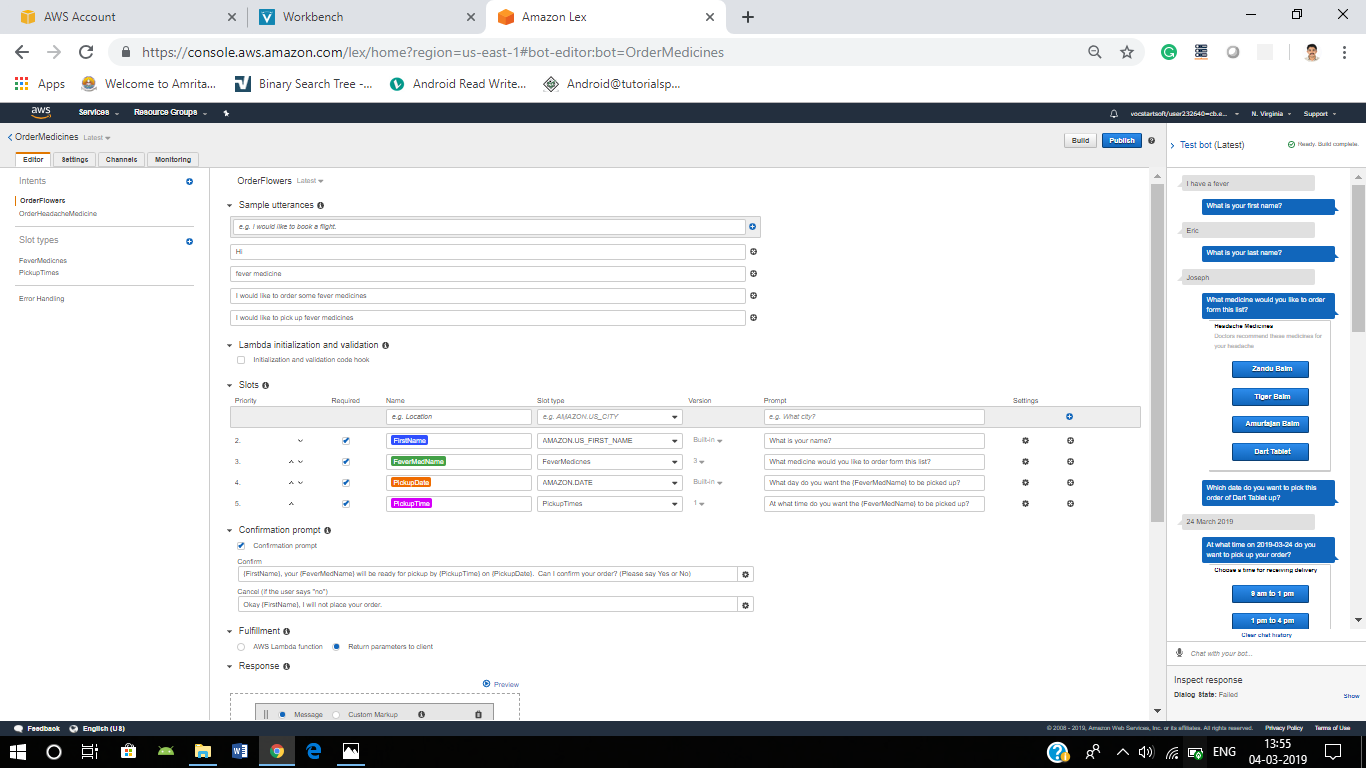 AWS Account
Workbench
Amazon Lex
https://console.aws.amazon.com/lex/home?region=us-east-1#bot-editor:bot=OrderMedicines
Apps Welcome to Amrita... Binary Search Tree -... Android Read Write... Android@tutorialsp...
aws Services Resource Groups vocstartsoft/user232640=cb.e... N. Virginia Support
OrderMedicines Latest
Build Publish
Editor Settings Channels Monitoring
Intents
OrderFlowers
OrderHeadacheMedicine
Slot types
FeverMedicnes
PickupTimes
Error Handling
OrderFlowers Latest
Sample utterances
e.g. I would like to book a flight.
Hi
fever medicine
I would like to order some fever medicines
I would like to pick up fever medicines
Lambda initialization and validation
Initialization and validation code hook
Slots
Priority Required Name Slot type Version Prompt Settings
e.g. Location e.g. AMAZON.US_CITY e.g. What city?
2. FirstName AMAZON.US_FIRST_NAME Built-in What is your name?
3. FeverMedName FeverMedicnes 3 What medicine would you like to order form this list?
4. PickupDate AMAZON.DATE Built-in What day do you want the {FeverMedName} to be picked up?
5. PickupTime PickupTimes 1 At what time do you want the {FeverMedName} to be picked up?
Confirmation prompt
Confirmation prompt
Confirm
{FirstName}, your {FeverMedName} will be ready for pickup by {PickupTime} on {PickupDate}. Can I confirm your order? (Please say Yes or No)
Cancel (if the user says "no")
Okay {FirstName}, I will not place your order.
Fulfillment
AWS Lambda function Return parameters to client
Response
Preview
Message Custom Markup
Test bot (Latest) Ready. Build complete.
I have a fever
What is your first name?
Eric
What is your last name?
Joseph
What medicine would you like to order
form this list?
Headache Medicines
Doctors recommend these medicines for
your headache
Zandu Balm
Tiger Balm
Amurtajan Balm
Dart Tablet
Which date do you want to pick this
order of Dart Tablet up?
24 March 2019
At what time on 2019-03-24 do you
want to pick up your order?
Choose a time for receiving delivery
9 am to 1 pm
1 pm to 4 pm
Clear chat history
Chat with your bot...
Inspect response
Dialog State: Failed Show
Feedback English (US) © 2008 - 2019, Amazon Web Services, Inc. or its affiliates. All rights reserved. Privacy Policy Terms of Use
ENG
13:55
04-03-2019